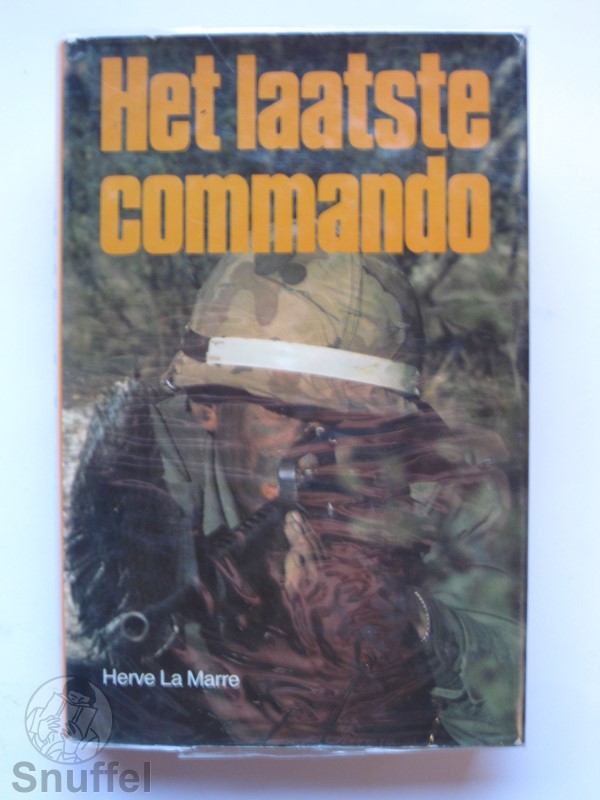 Het laatste
commando
Herve La Marre
Snuffel